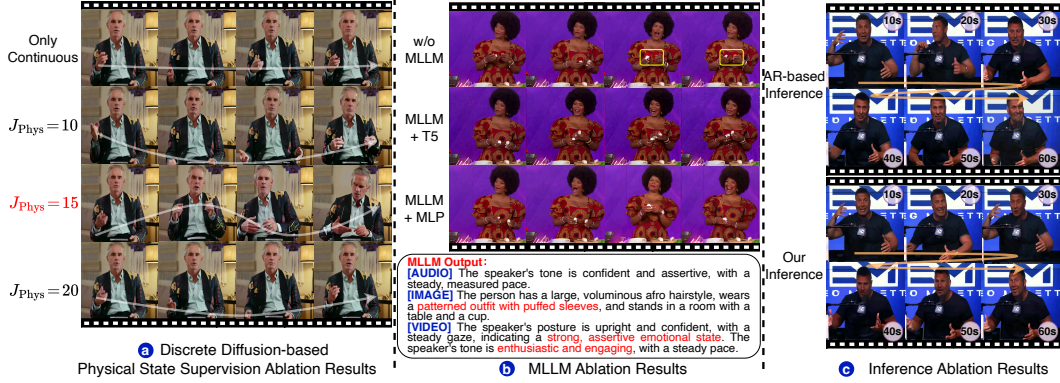 Only
Continuous
J_Phys = 10
J_Phys = 15
J_Phys = 20
a Discrete Diffusion-based
Physical State Supervision Ablation Results
w/o
MLLM
MLLM
+ T5
MLLM
+ MLP
MLLM Output:
[AUDIO] The speaker's tone is confident and assertive, with a
steady, measured pace.
[IMAGE] The person has a large, voluminous afro hairstyle, wears
a patterned outfit with puffed sleeves, and stands in a room with a
table and a cup.
[VIDEO] The speaker's posture is upright and confident, with a
steady gaze, indicating a strong, assertive emotional state. The
speaker's tone is enthusiastic and engaging, with a steady pace.
b MLLM Ablation Results
AR-based
Inference
10s
20s
30s
40s
50s
60s
Our
Inference
10s
20s
30s
40s
50s
60s
c Inference Ablation Results